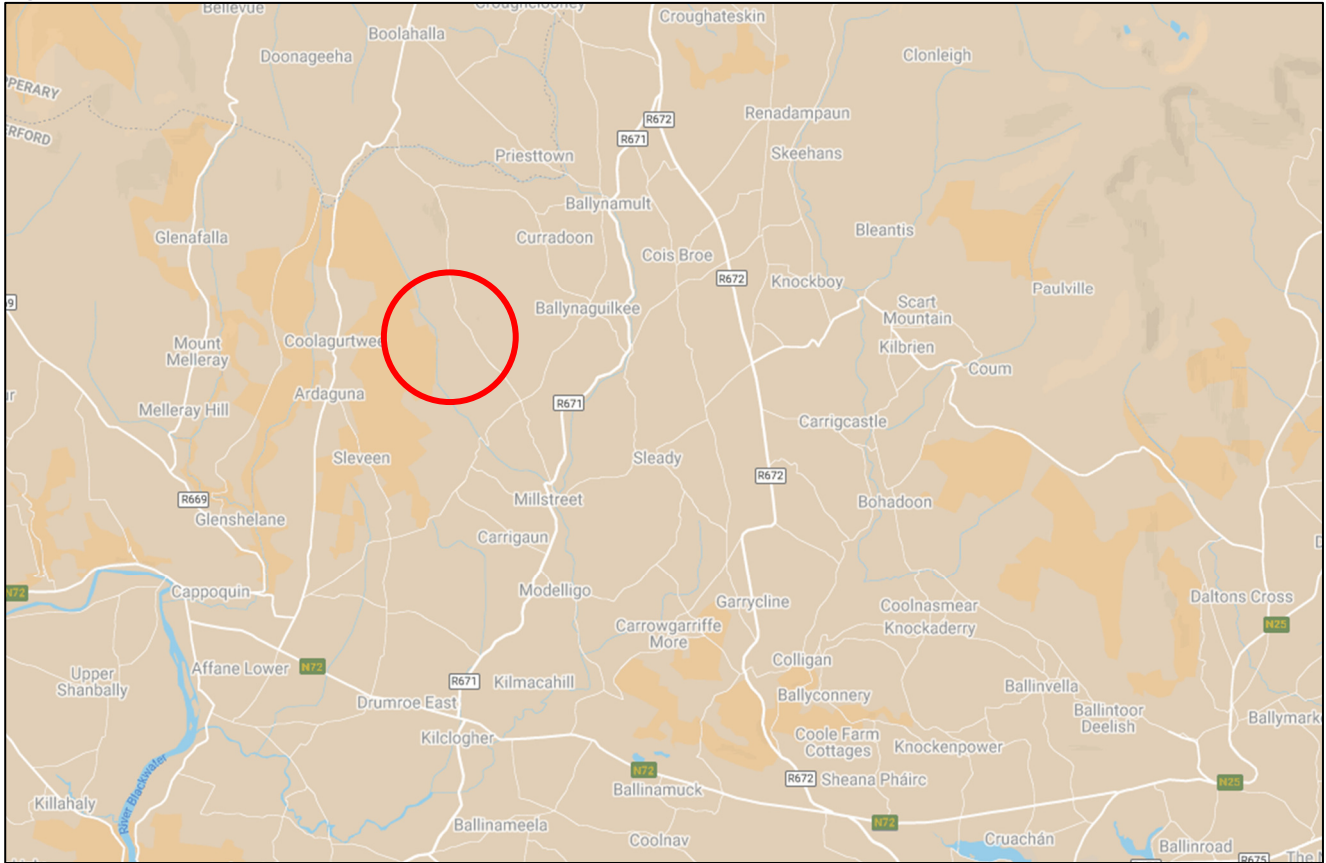 Bellevue
Croughateskin
Boolahalla
Doonageeha
Clonleigh
PERARY
ERFORD
R672
R671
Renadampaun
Priesttown
Skeehans
Ballynamult
Glenafalla
Curradoon
Bleantis
Cois Broe
R672
Knockboy
Paulville
Ballynaguilkee
Scart
Mountain
Mount
Melleray
Coolagurtwee
Kilbrien
Coum
Ardaguna
R671
Melleray Hill
Carrigcastle
Sleveen
Sleady
R672
R669
Millstreet
Bohadoon
Glenshelane
Carrigaun
N72
Cappoquin
Modelligo
Garrycline
Coolnasmear
Knockaderry
Daltons Cross
N25
Carrowgarriffe
More
Upper
Shanbally
Affane Lower
N72
R671
Kilmacahill
Colligan
Drumroe East
Ballyconnery
Ballinvella
Ballintoor
Deelish
Ballymark
Kilclogher
Coole Farm
Cottages
Knockenpower
N72
Ballinamuck
R672
Sheana Pháirc
N25
River Blackwater
Killahaly
Ballinameela
N72
Coolnav
Cruachán
Ballinroad
R675
The